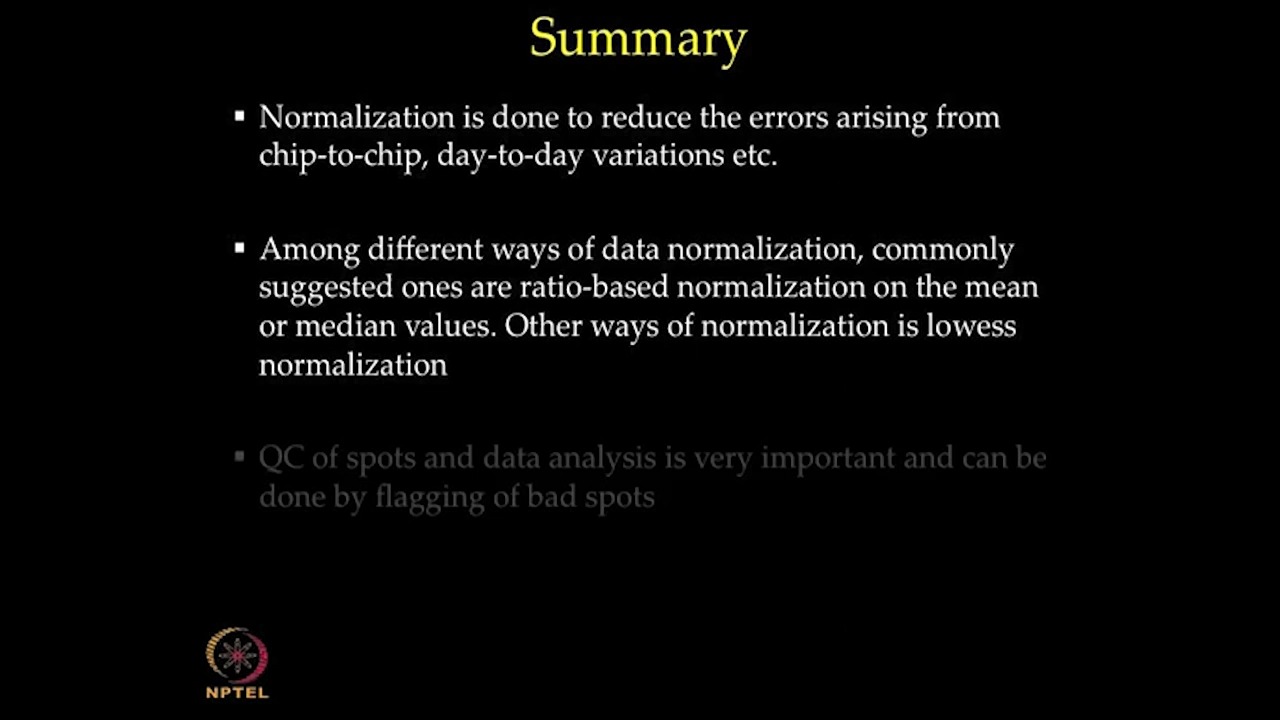 Summary
▪ Normalization is done to reduce the errors arising from
chip-to-chip, day-to-day variations etc.
▪ Among different ways of data normalization, commonly
suggested ones are ratio-based normalization on the mean
or median values. Other ways of normalization is lowess
normalization
▪ QC of spots and data analysis is very important and can be
done by flagging of bad spots
NPTEL